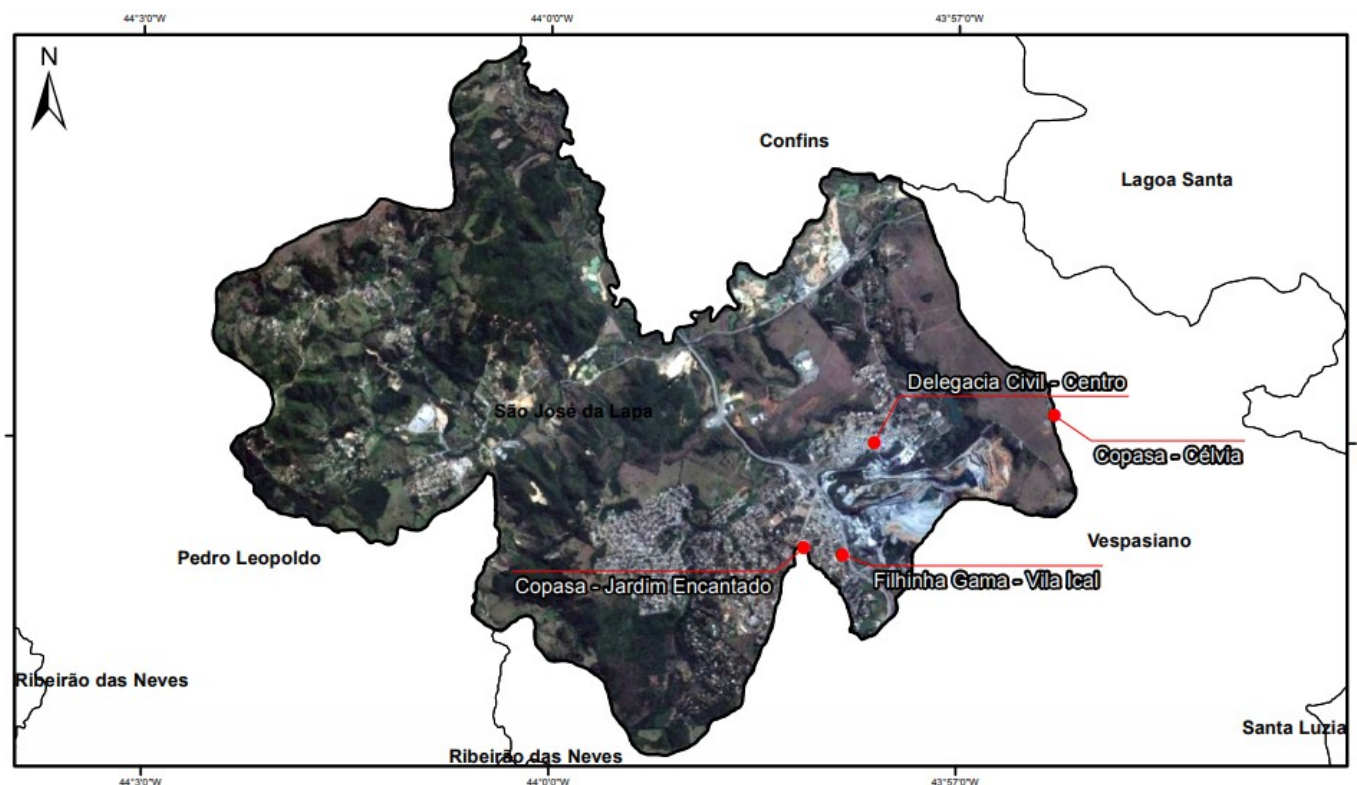 44°3'0"W
44°0'0"W
43°57'0"W
N
Confins
Lagoa Santa
Delegacia Civil - Centro
São José da Lapa
Copasa - Célvia
Vespasiano
Pedro Leopoldo
Filhinha Gama - Vila Ical
Copasa - Jardim Encantado
Ribeirão das Neves
Santa Luzia
Ribeirão das Neves
44°3'0"W
44°0'0"W
43°57'0"W